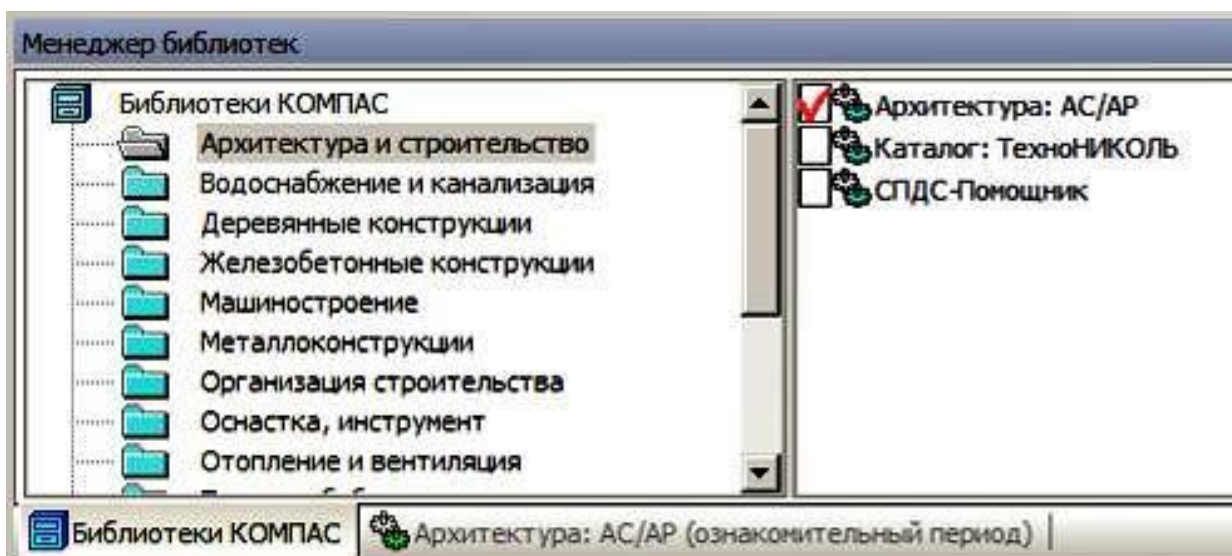 Менеджер библиотек
Библиотеки КОМПАС
Архитектура и строительство
Водоснабжение и канализация
Деревянные конструкции
Железобетонные конструкции
Машиностроение
Металлоконструкции
Организация строительства
Оснастка, инструмент
Отопление и вентиляция
Архитектура: АС/АР
Каталог: ТехноНИКОЛЬ
СПДС-Помощник
Библиотеки КОМПАС
Архитектура: АС/АР (ознакомительный период)